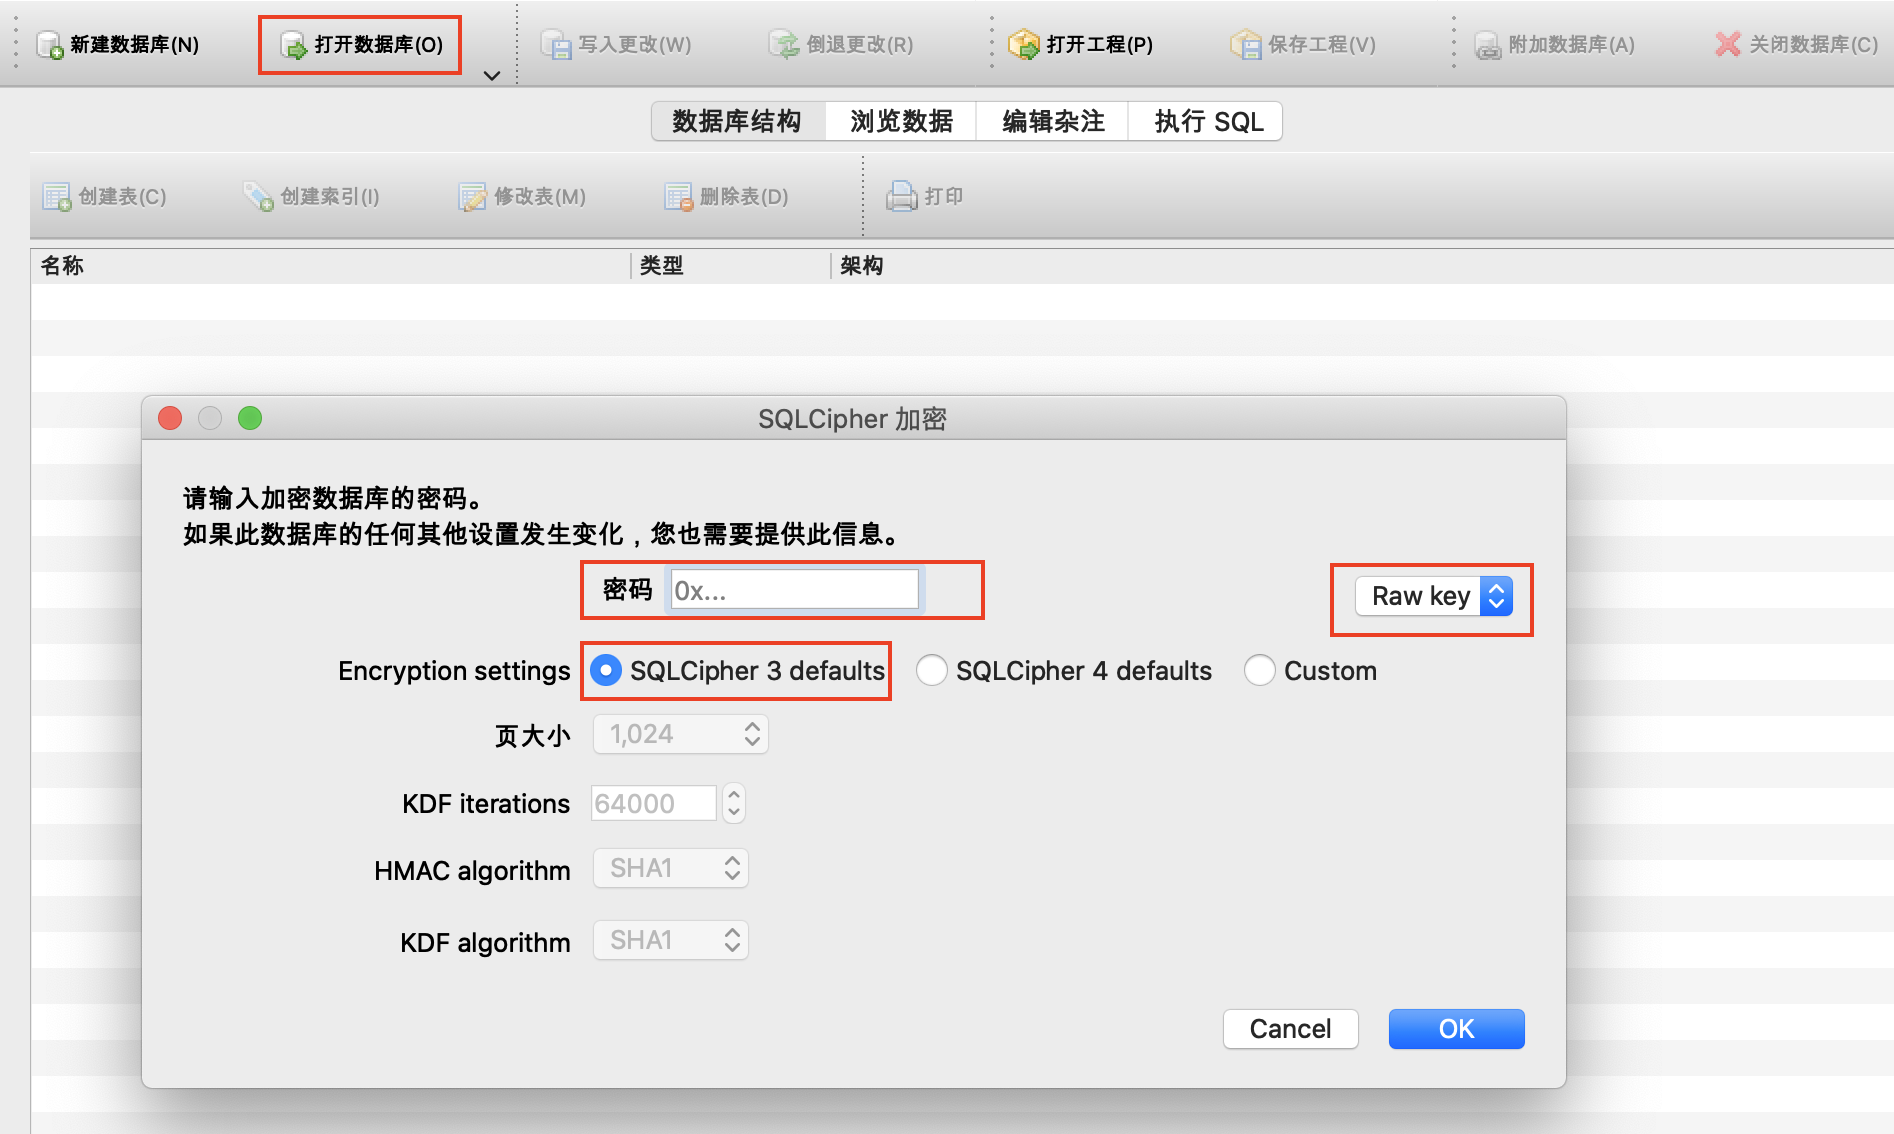 新建数据库(N)
打开数据库(O)
写入更改(W)
倒退更改(R)
打开工程(P)
保存工程(V)
附加数据库(A)
关闭数据库(C)
数据库结构
浏览数据
编辑杂注
执行 SQL
创建表(C)
创建索引(I)
修改表(M)
删除表(D)
打印
名称
类型
架构
SQLCipher 加密
请输入加密数据库的密码。
如果此数据库的任何其他设置发生变化，您也需要提供此信息。
密码
0x...
Raw key
Encryption settings
SQLCipher 3 defaults
SQLCipher 4 defaults
Custom
页大小
1,024
KDF iterations
64000
HMAC algorithm
SHA1
KDF algorithm
SHA1
Cancel
OK